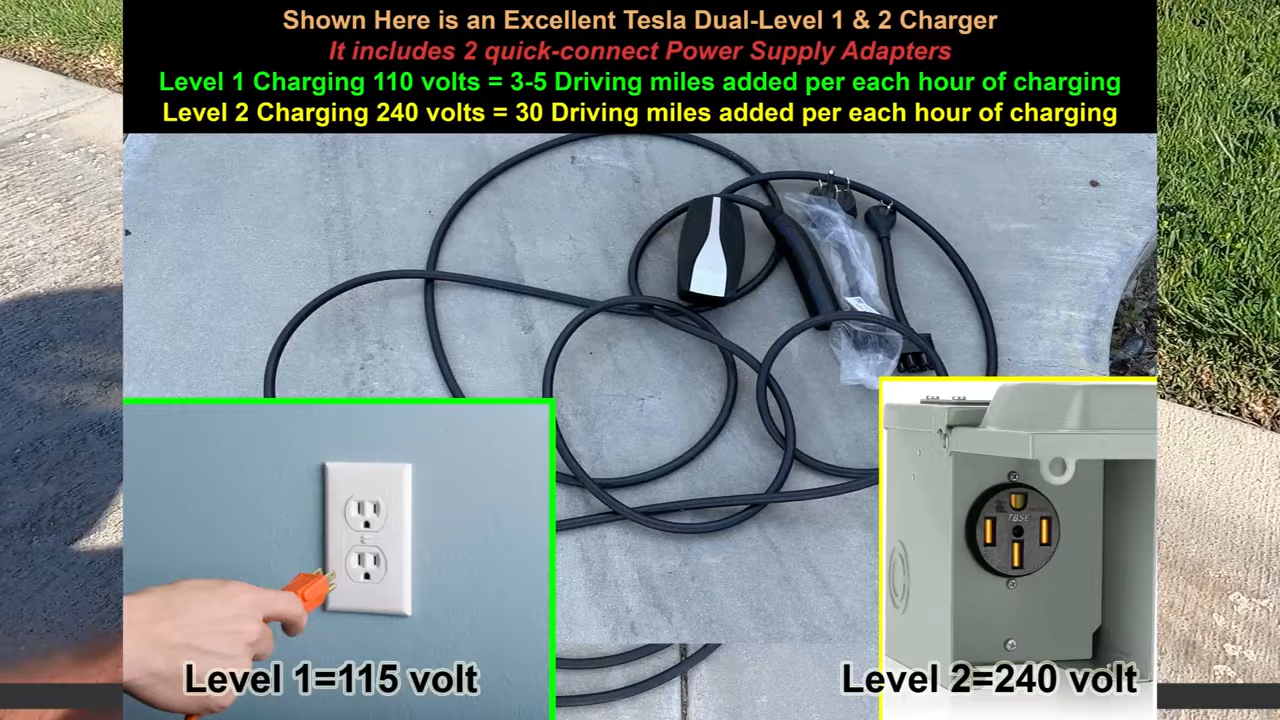 Shown Here is an Excellent Tesla Dual-Level 1 & 2 Charger
It includes 2 quick-connect Power Supply Adapters
Level 1 Charging 110 volts = 3-5 Driving miles added per each hour of charging
Level 2 Charging 240 volts = 30 Driving miles added per each hour of charging
TBSE
Level 1=115 volt
Level 2=240 volt